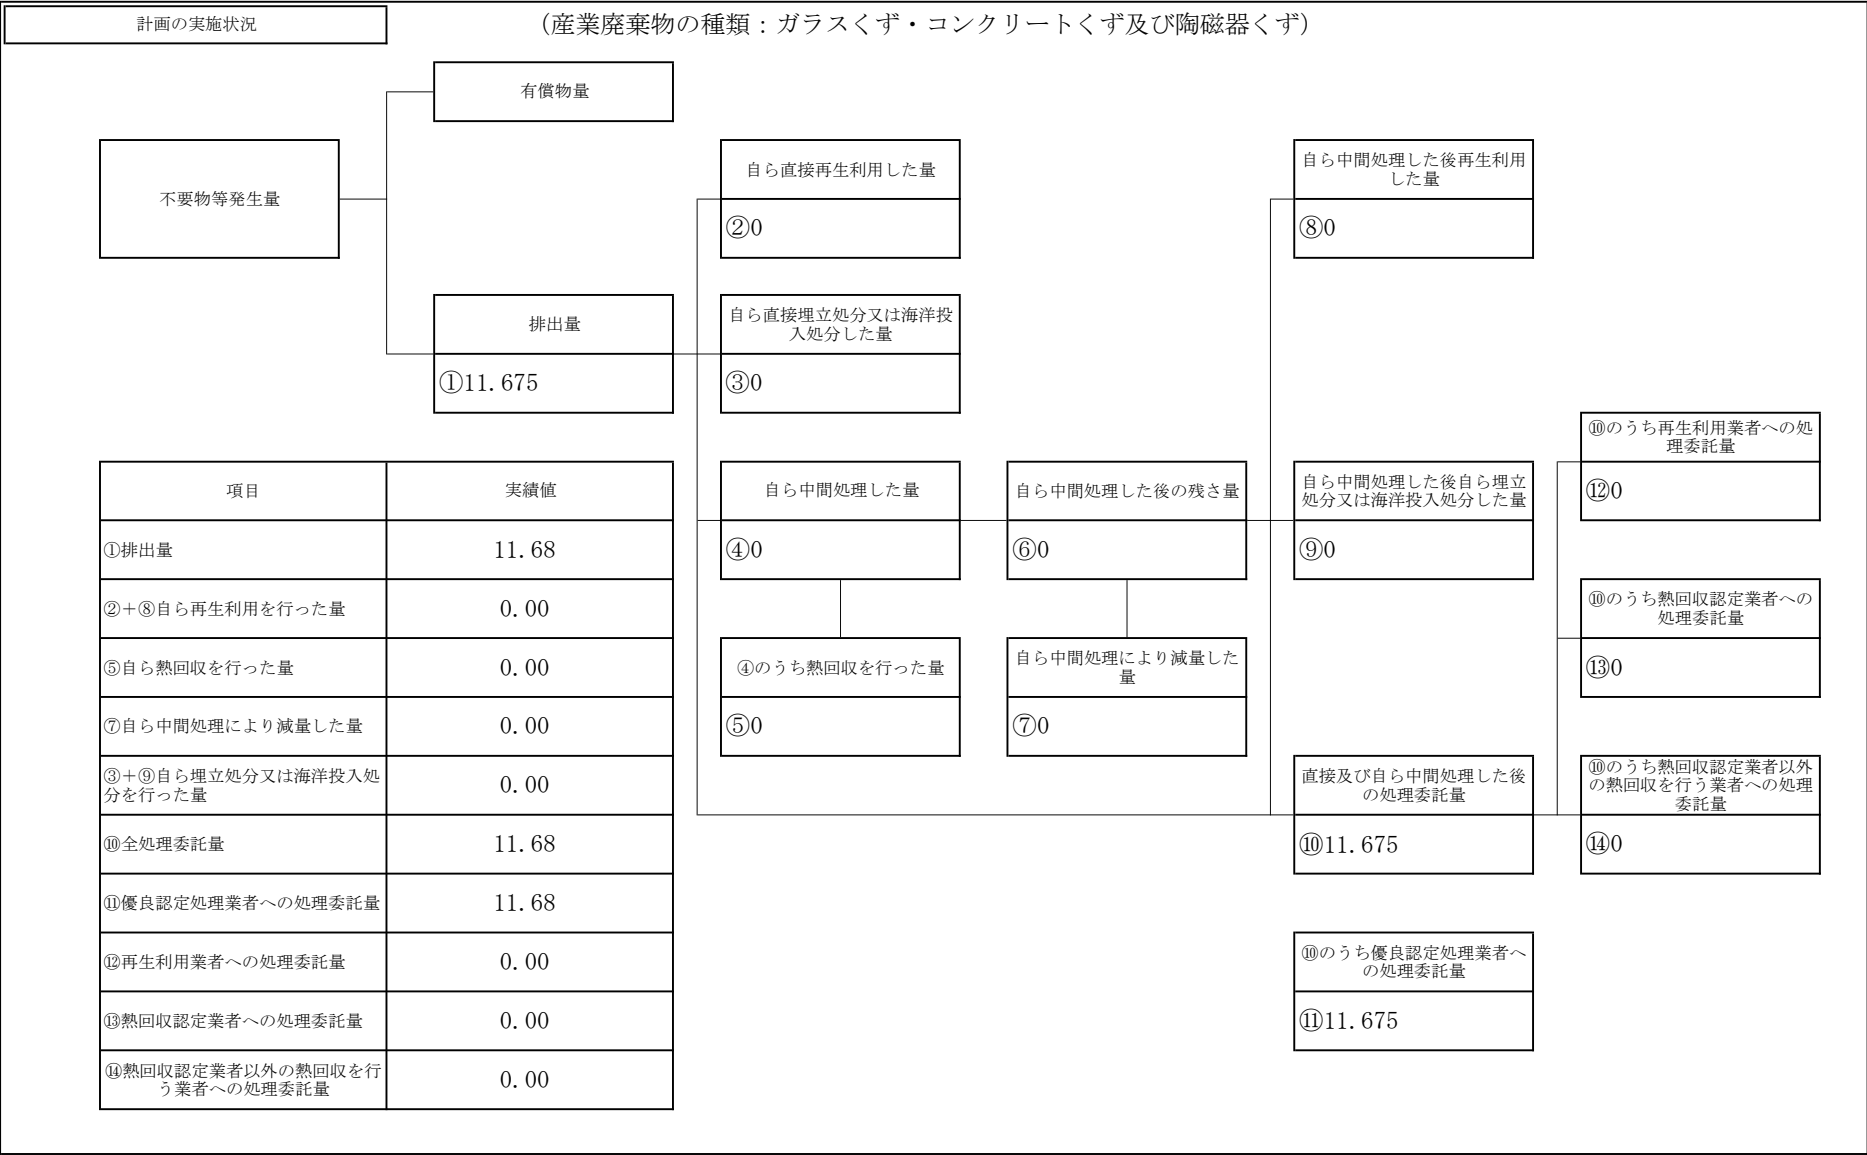 計画の実施状況
（産業廃棄物の種類：ガラスくず・コンクリートくず及び陶磁器くず）
有償物量
不要物等発生量
自ら直接再生利用した量
②0
自ら中間処理した後再生利用
した量
⑧0
排出量
①11.675
自ら直接埋立処分又は海洋投
入処分した量
③0
⑩のうち再生利用業者への処
理委託量
⑫0
自ら中間処理した量
④0
自ら中間処理した後の残さ量
⑥0
自ら中間処理した後自ら埋立
処分又は海洋投入処分した量
⑨0
⑩のうち熱回収認定業者への
処理委託量
⑬0
④のうち熱回収を行った量
⑤0
自ら中間処理により減量した
量
⑦0
直接及び自ら中間処理した後
の処理委託量
⑩11.675
⑩のうち熱回収認定業者以外
の熱回収を行う業者への処理
委託量
⑭0
⑩のうち優良認定処理業者へ
の処理委託量
⑪11.675
項目 実績値
①排出量 11.68
②＋⑧自ら再生利用を行った量 0.00
⑤自ら熱回収を行った量 0.00
⑦自ら中間処理により減量した量 0.00
③＋⑨自ら埋立処分又は海洋投入処
分を行った量 0.00
⑩全処理委託量 11.68
⑪優良認定処理業者への処理委託量 11.68
⑫再生利用業者への処理委託量 0.00
⑬熱回収認定業者への処理委託量 0.00
⑭熱回収認定業者以外の熱回収を行
う業者への処理委託量 0.00